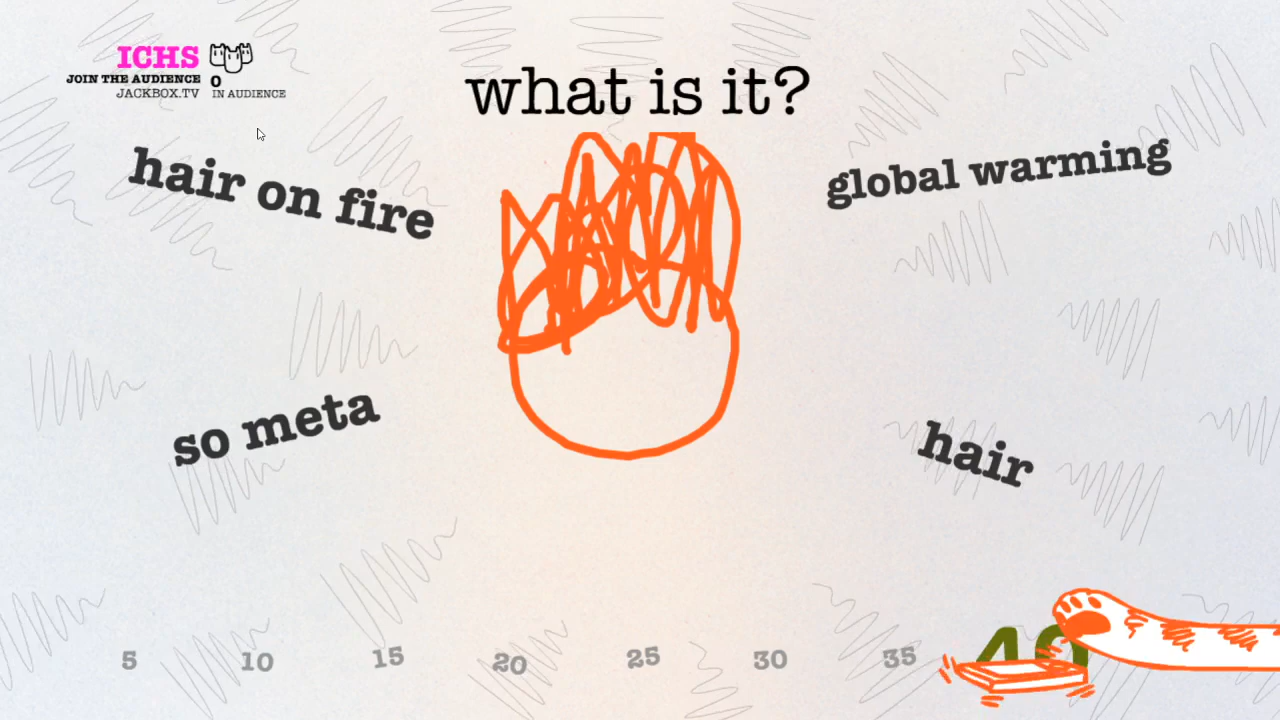 ICHS
JOIN THE AUDIENCE
JACKBOX.TV
0
IN AUDIENCE
what is it?
hair on fire
global warming
so meta
hair
5 10 15 20 25 30 35 40